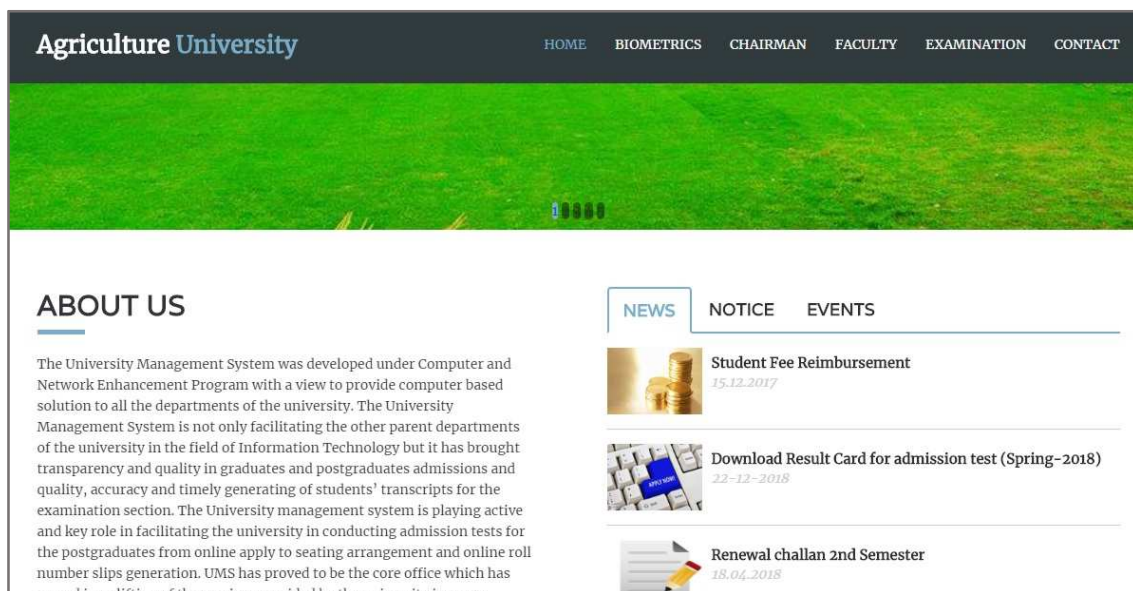 Agriculture University
HOME BIOMETRICS CHAIRMAN FACULTY EXAMINATION CONTACT
1
ABOUT US
The University Management System was developed under Computer and
Network Enhancement Program with a view to provide computer based
solution to all the departments of the university. The University
Management System is not only facilitating the other parent departments
of the university in the field of Information Technology but it has brought
transparency and quality in graduates and postgraduates admissions and
quality, accuracy and timely generating of students’ transcripts for the
examination section. The University management system is playing active
and key role in facilitating the university in conducting admission tests for
the postgraduates from online apply to seating arrangement and online roll
number slips generation. UMS has proved to be the core office which has
NEWS NOTICE EVENTS
Student Fee Reimbursement
15.12.2017
APPLY NOW!
Download Result Card for admission test (Spring-2018)
22-12-2018
Renewal challan 2nd Semester
18.04.2018